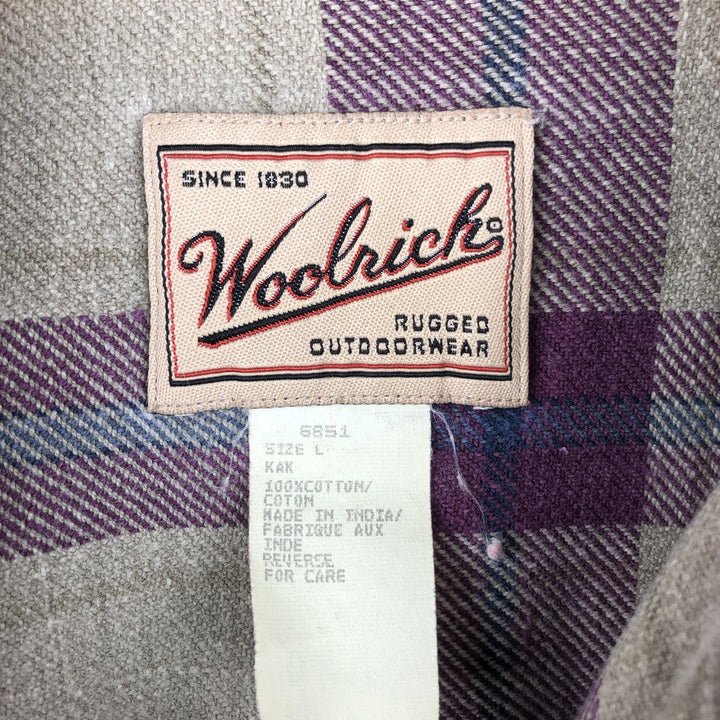 SINCE 1830
Woolrich®
RUGGED
OUTDOORWEAR
6851
SIZE L
KAK
100%COTTON/
COTON
MADE IN INDIA/
FABRIQUE AUX
INDE
REVERSE
FOR CARE